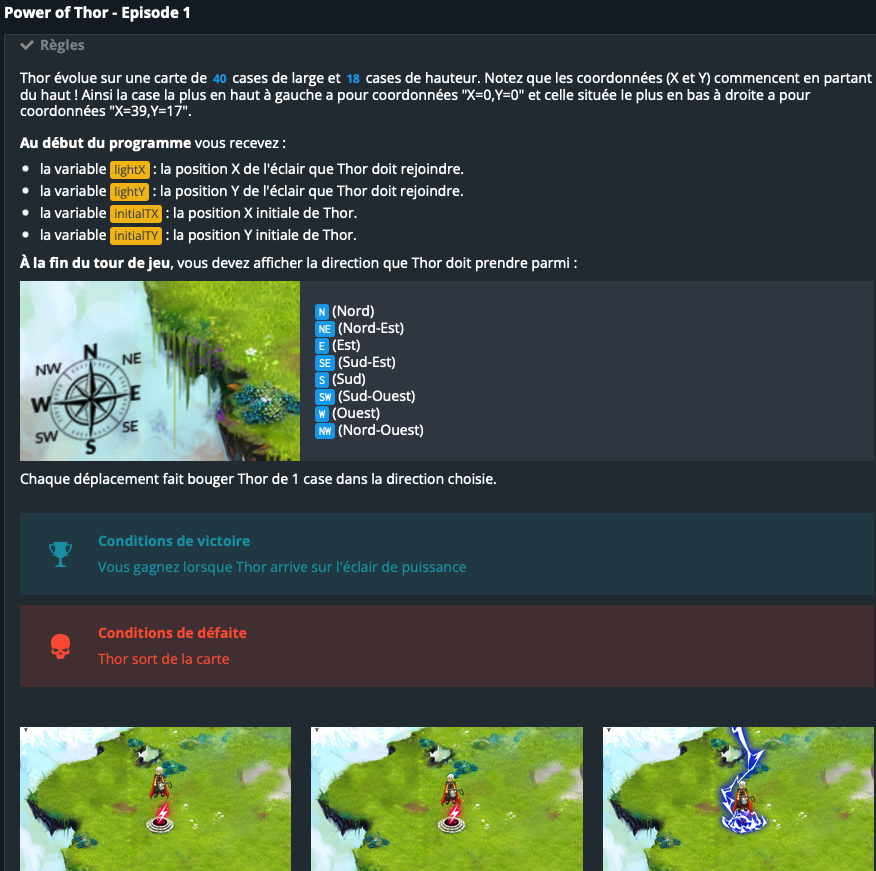 Power of Thor - Episode 1
Règles
Thor évolue sur une carte de 40 cases de large et 18 cases de hauteur. Notez que les coordonnées (X et Y) commencent en partant
du haut ! Ainsi la case la plus en haut à gauche a pour coordonnées "X=0,Y=0" et celle située le plus en bas à droite a pour
coordonnées "X=39,Y=17".
Au début du programme vous recevez :
la variable lightX : la position X de l'éclair que Thor doit rejoindre.
la variable lightY : la position Y de l'éclair que Thor doit rejoindre.
la variable initialTX : la position X initiale de Thor.
la variable initialTY : la position Y initiale de Thor.
À la fin du tour de jeu, vous devez afficher la direction que Thor doit prendre parmi :
N
NW NE
W E
SW SE
S
N (Nord)
NE (Nord-Est)
E (Est)
SE (Sud-Est)
S (Sud)
SW (Sud-Ouest)
W (Ouest)
NW (Nord-Ouest)
Chaque déplacement fait bouger Thor de 1 case dans la direction choisie.
Conditions de victoire
Vous gagnez lorsque Thor arrive sur l'éclair de puissance
Conditions de défaite
Thor sort de la carte